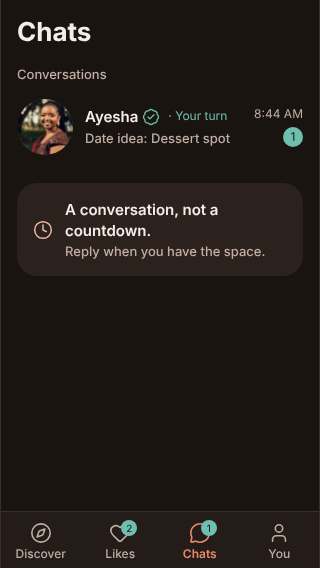 Chats
Conversations
Ayesha · Your turn 8:44 AM
Date idea: Dessert spot 1
A conversation, not a
countdown.
Reply when you have the space.
2 1
Discover Likes Chats You